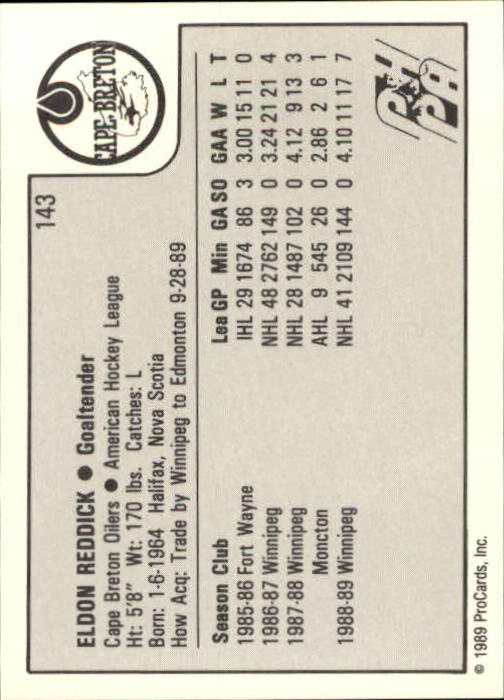 CAPE BRETON
143
ELDON REDDICK ● Goaltender
Cape Breton Oilers ● American Hockey League
Ht: 5'8" Wt: 170 lbs. Catches: L
Born: 1-6-1964 Halifax, Nova Scotia
How Acq: Trade by Winnipeg to Edmonton 9-28-89
Season Club Lea GP Min GA SO GAA W L T
1985-86 Fort Wayne IHL 29 1674 86 3 3.00 15 11 0
1986-87 Winnipeg NHL 48 2762 149 0 3.24 21 21 4
1987-88 Winnipeg NHL 28 1487 102 0 4.12 9 13 3
Moncton AHL 9 545 26 0 2.86 2 6 1
1988-89 Winnipeg NHL 41 2109 144 0 4.10 11 17 7
PH
PA
© 1989 ProCards, Inc.